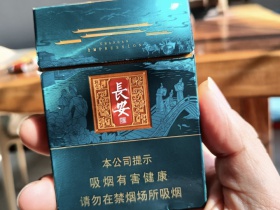 長安
本公司提示
吸烟有害健康
请勿在禁烟场所吸烟